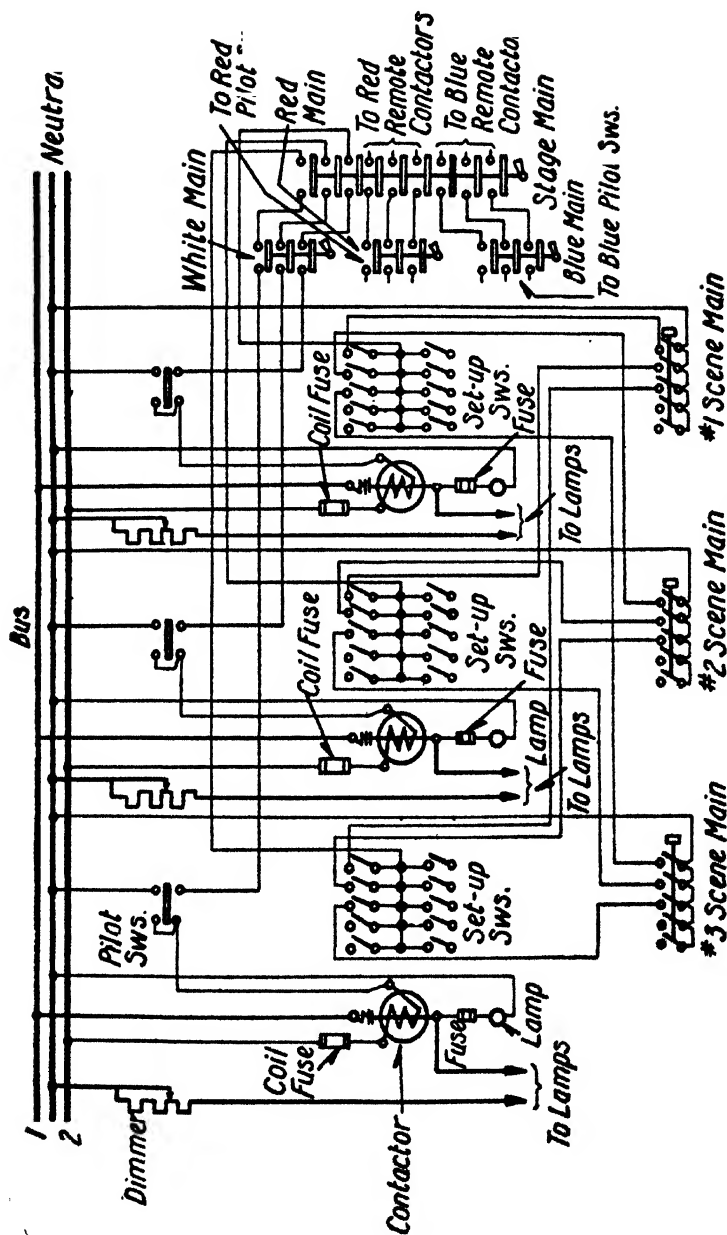 Bus
1
2
Neutra
Dimmer
Pilot
Sws.
White Main
To Red
Pilot
Red
Main
To Red
Remote
Contactors
To Blue
Remote
Contacto
Stage Main
Blue Main
To Blue Pilot Sws.
Coil
Fuse
Contactor
Fuse
Lamp
To Lamps
Set-up
Sws.
Coil Fuse
Fuse
Lamp
To Lamps
Set-up
Sws.
Coil Fuse
Fuse
To Lamps
Set-up
Sws.
#3 Scene Main
#2 Scene Main
#1 Scene Main